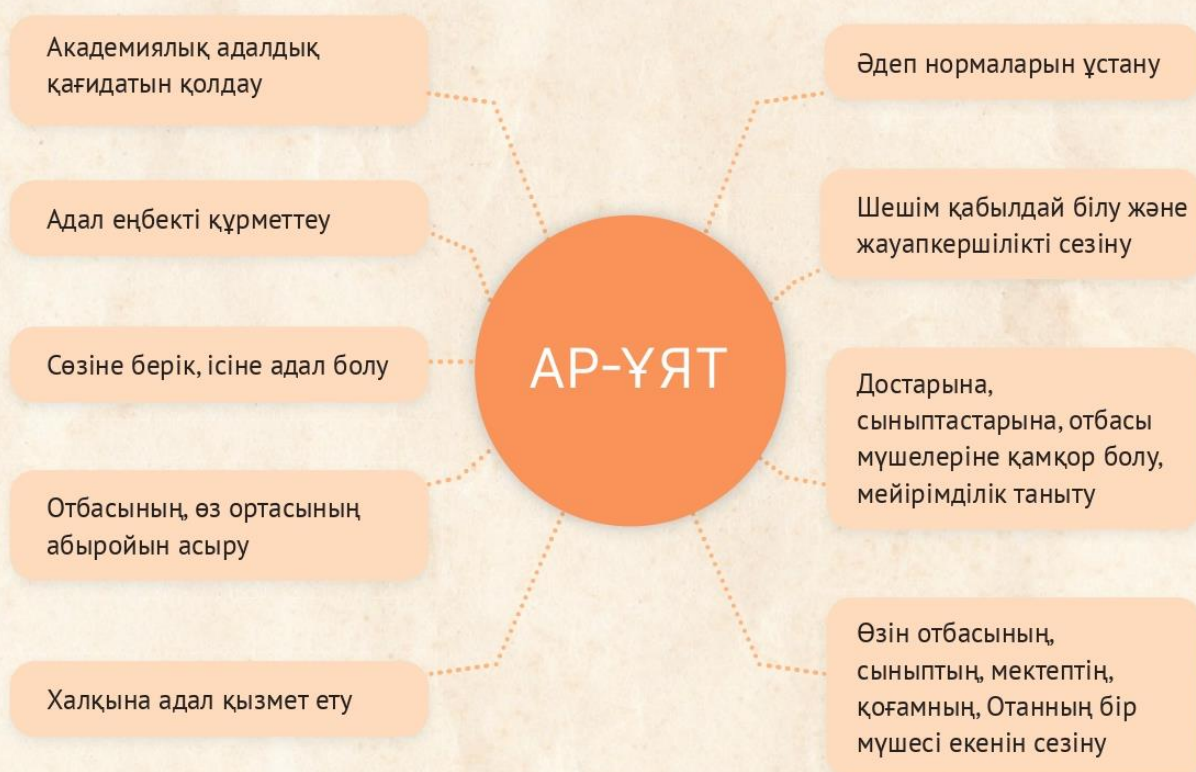 Академиялық адалдық
қағидатын қолдау
Адал еңбекті құрметтеу
Сөзіне берік, ісіне адал болу
Отбасының, өз ортасының
абыройын асыру
Халқына адал қызмет ету
АР-ҰЯТ
Әдеп нормаларын ұстану
Шешім қабылдай білу және
жауапкершілікті сезіну
Достарына,
сыныптастарына, отбасы
мүшелеріне қамқор болу,
мейірімділік таныту
Өзін отбасының,
сыныптың, мектептің,
қоғамның, Отанның бір
мүшесі екенін сезіну